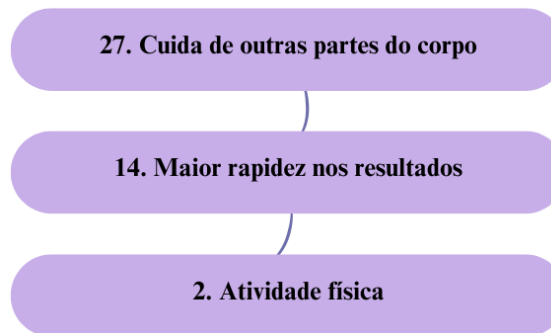 27. Cuida de outras partes do corpo
14. Maior rapidez nos resultados
2. Atividade física